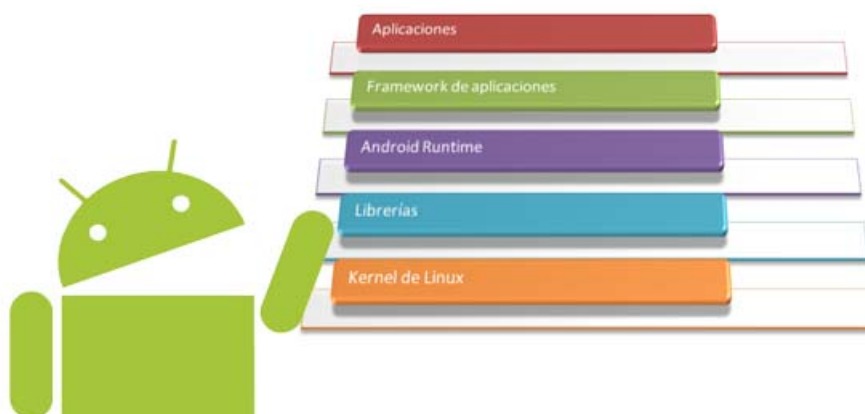 Aplicaciones
Framework de aplicaciones
Android Runtime
Librerías
Kernel de Linux